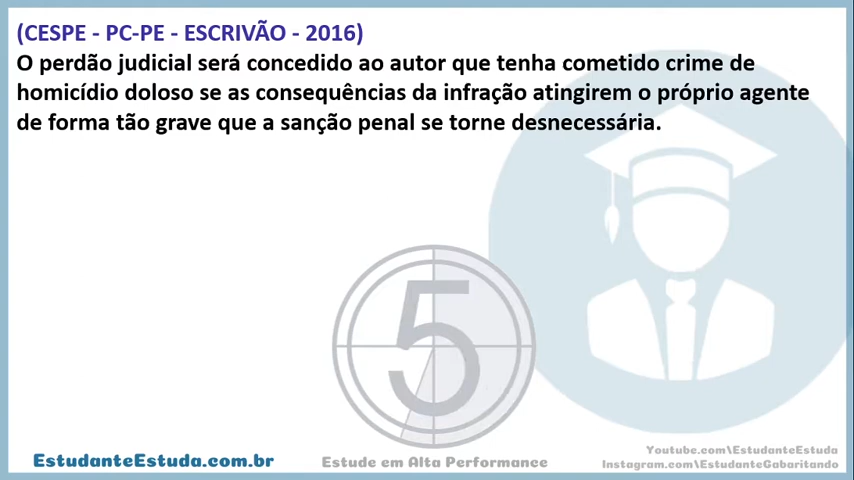 (CESPE - PC-PE - ESCRIVÃO - 2016)
O perdão judicial será concedido ao autor que tenha cometido crime de
homicídio doloso se as consequências da infração atingirem o próprio agente
de forma tão grave que a sanção penal se torne desnecessária.
5
EstudanteEstuda.com.br
Estude em Alta Performance
Youtube.com\EstudanteEstuda
Instagram.com\EstudanteGabaritando